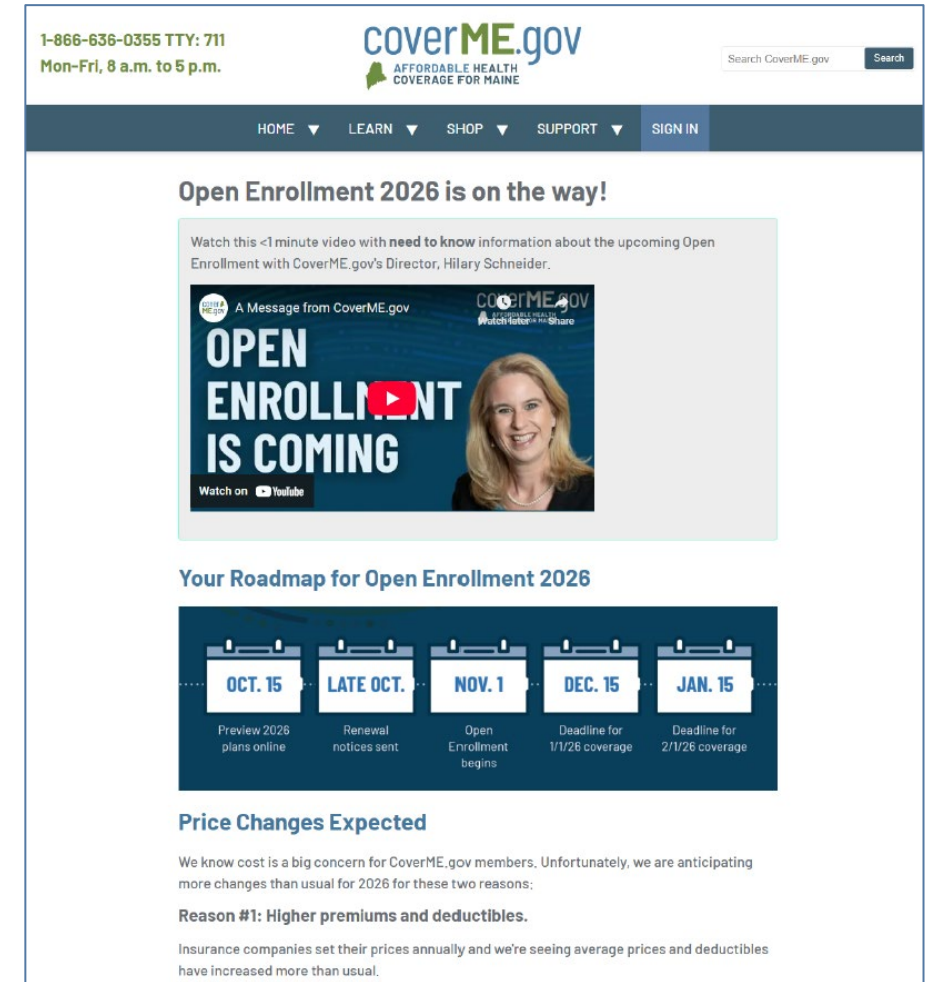 1-866-636-0355 TTY: 711
Mon-Fri, 8 a.m. to 5 p.m.
coverME.gov
AFFORDABLE HEALTH
COVERAGE FOR MAINE
Search CoverME.gov
Search
HOME ▼ LEARN ▼ SHOP ▼ SUPPORT ▼ SIGN IN
Open Enrollment 2026 is on the way!
Watch this <1 minute video with need to know information about the upcoming Open
Enrollment with CoverME.gov's Director, Hilary Schneider.
cover ME.gov
A Message from CoverME.gov
coverME.gov
Watch later
Share
OPEN
ENROLLMENT
IS COMING
Watch on YouTube
Your Roadmap for Open Enrollment 2026
OCT. 15
Preview 2026
plans online
LATE OCT.
Renewal
notices sent
NOV. 1
Open
Enrollment
begins
DEC. 15
Deadline for
1/1/26 coverage
JAN. 15
Deadline for
2/1/26 coverage
Price Changes Expected
We know cost is a big concern for CoverME.gov members. Unfortunately, we are anticipating
more changes than usual for 2026 for these two reasons:
Reason #1: Higher premiums and deductibles.
Insurance companies set their prices annually and we're seeing average prices and deductibles
have increased more than usual.